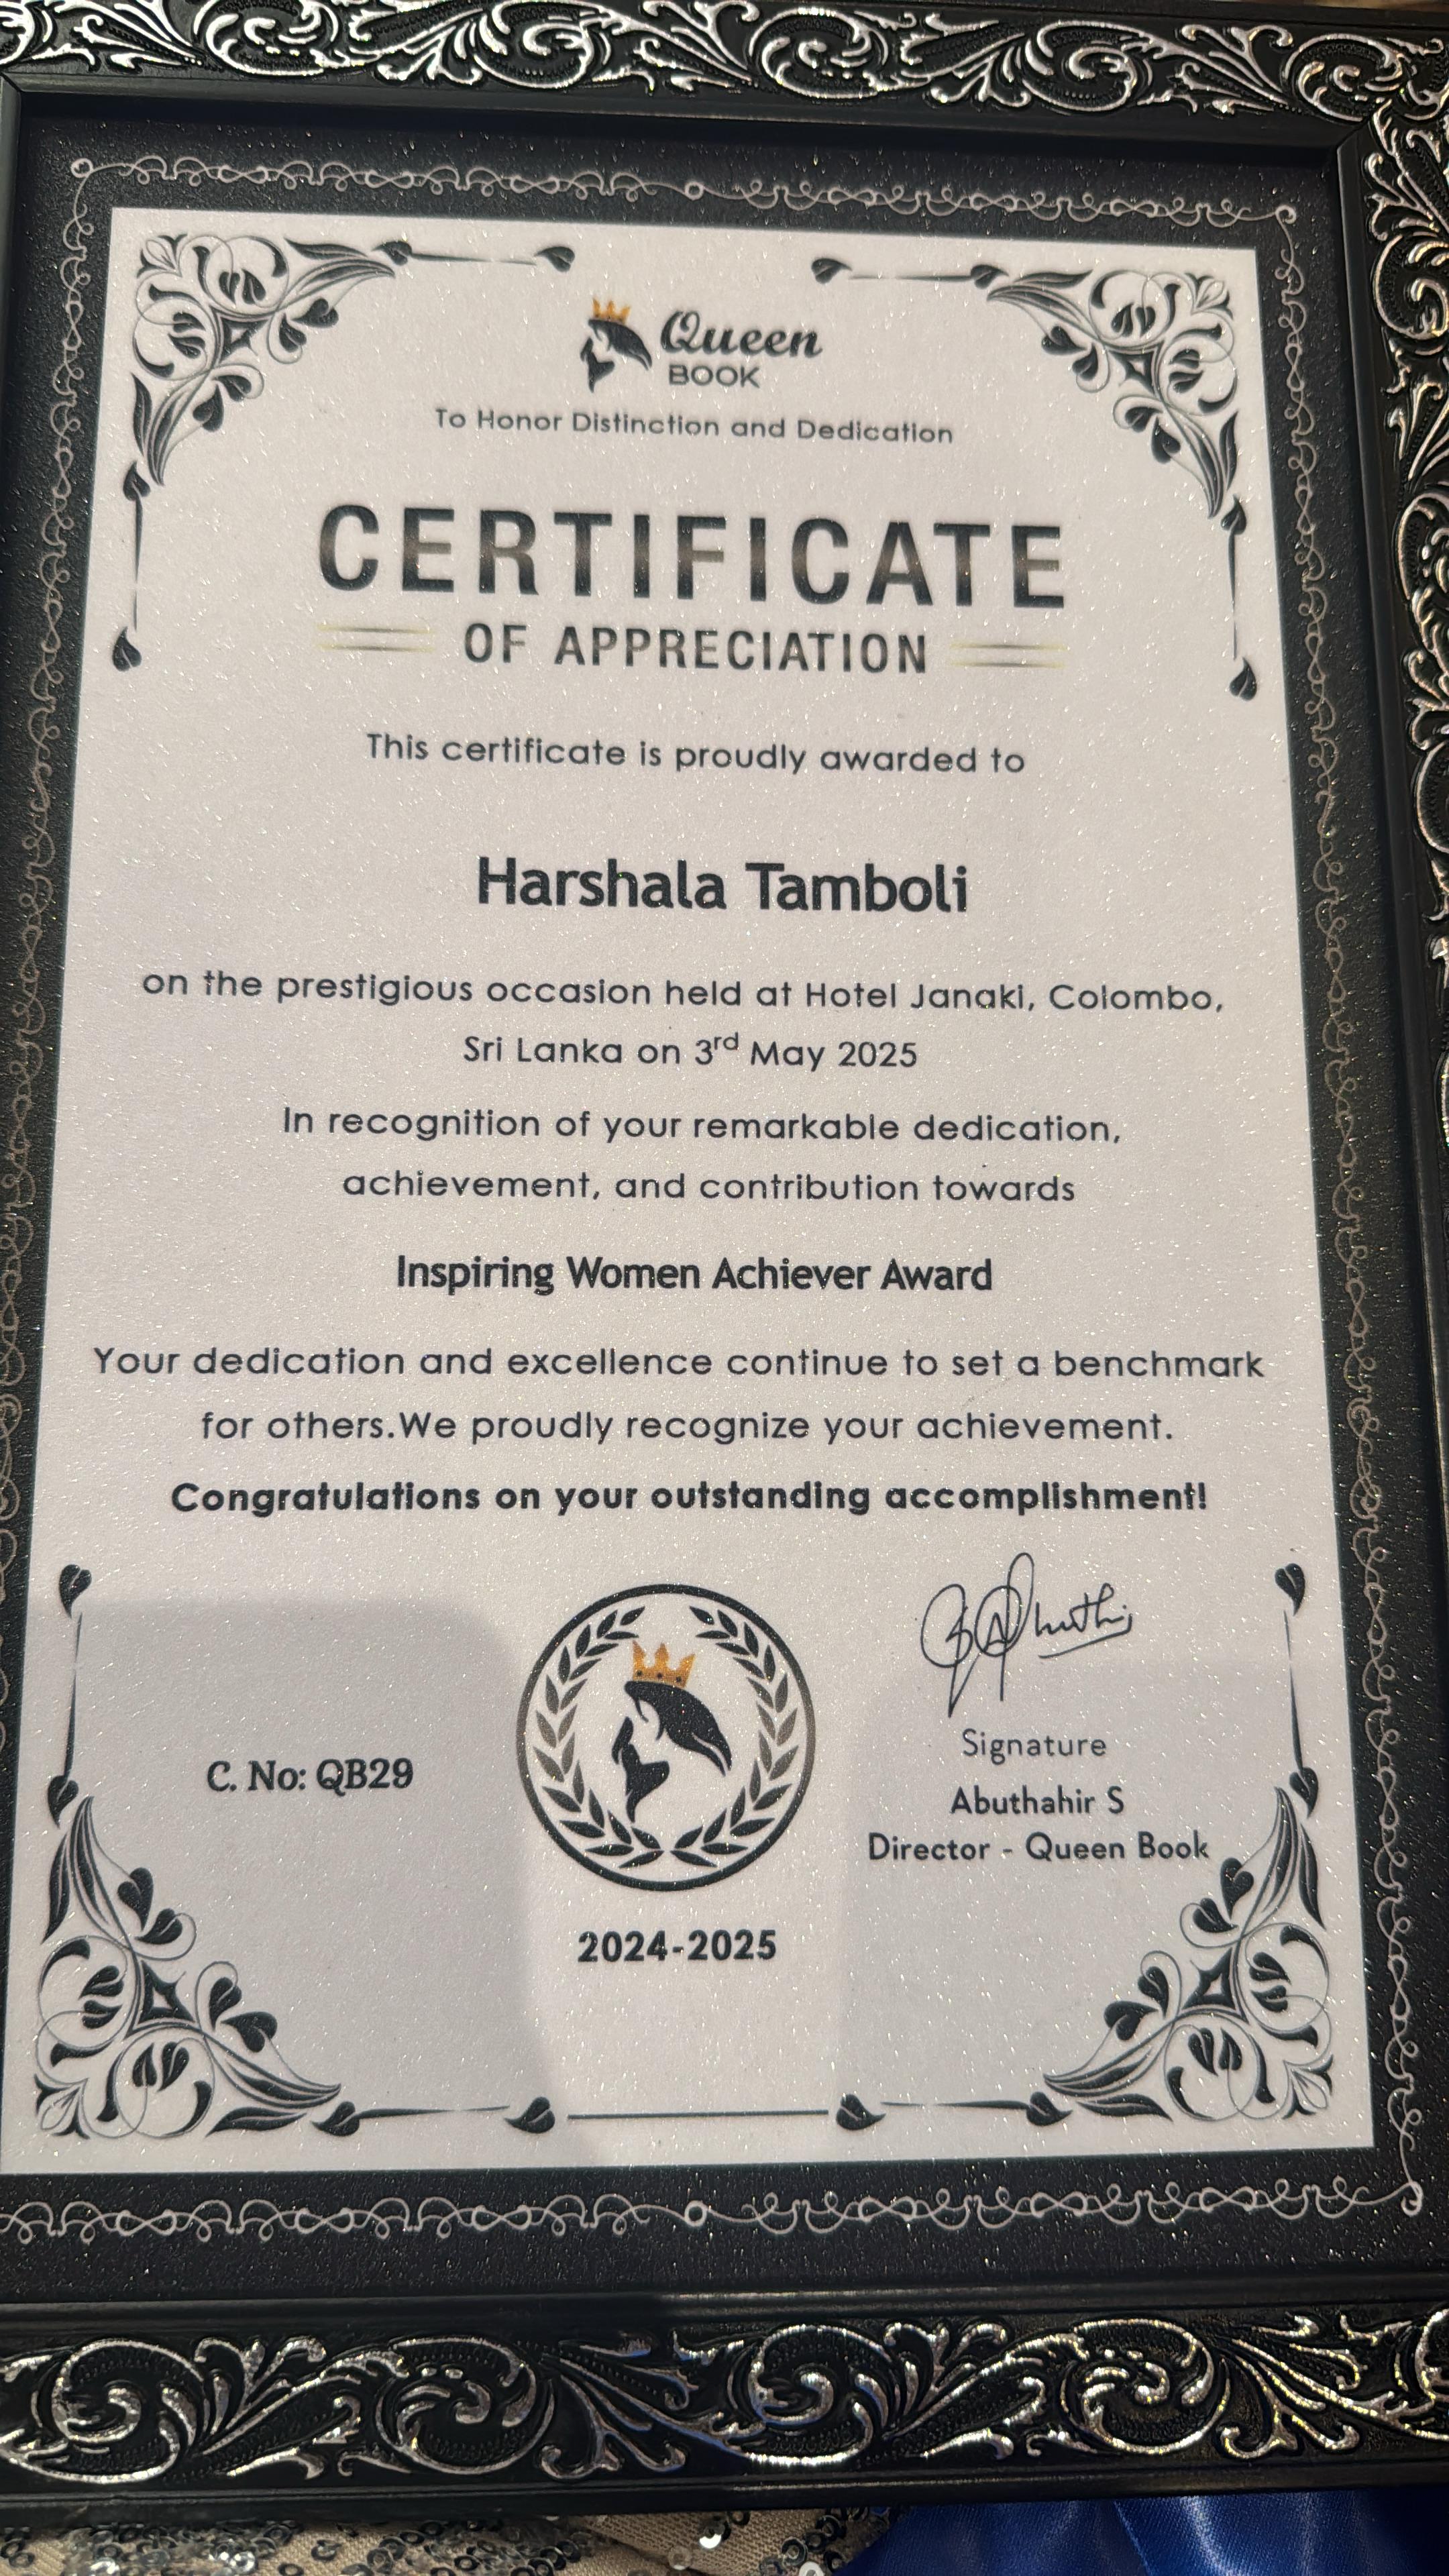 Queen
BOOK
To Honor Distinction and Dedication
CERTIFICATE
OF APPRECIATION
This certificate is proudly awarded to
Harshala Tamboli
on the prestigious occasion held at Hotel Janaki, Colombo,
Sri Lanka on 3rd May 2025
In recognition of your remarkable dedication,
achievement, and contribution towards
Inspiring Women Achiever Award
Your dedication and excellence continue to set a benchmark
for others.We proudly recognize your achievement.
Congratulations on your outstanding accomplishment!
C. No: QB29
Signature
Abuthahir S
Director - Queen Book
2024-2025